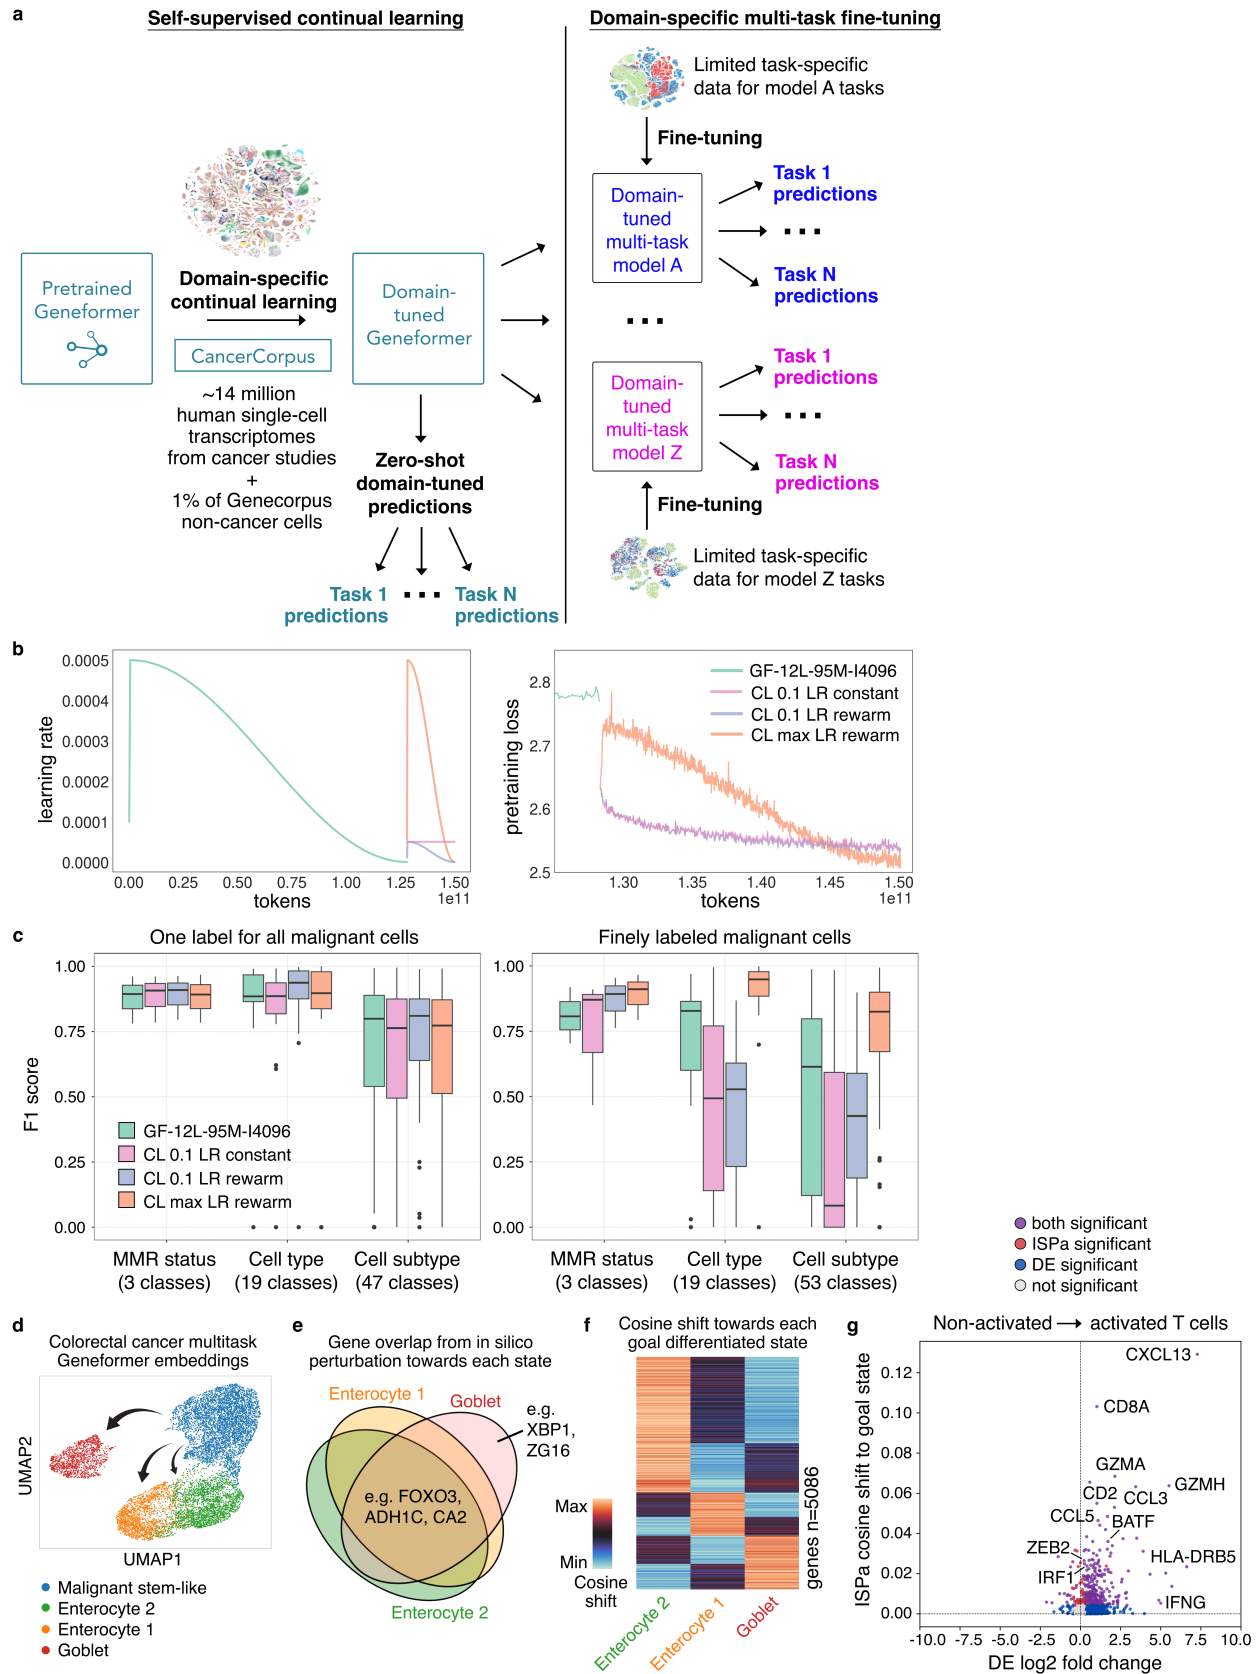 a
Self-supervised continual learning
Domain-specific multi-task fine-tuning
Limited task-specific
data for model A tasks
Fine-tuning
Domain-
tuned
multi-task
model A
Task 1
predictions
Task N
predictions
Pretrained
Geneformer
Domain-specific
continual learning
CancerCorpus
~14 million
human single-cell
transcriptomes
from cancer studies
+
1% of Genecorpus
non-cancer cells
Domain-
tuned
Geneformer
Zero-shot
domain-tuned
predictions
Task 1
predictions
Task N
predictions
Domain-
tuned
multi-task
model Z
Task 1
predictions
Task N
predictions
Fine-tuning
Limited task-specific
data for model Z tasks
b
learning rate
0.0005
0.0004
0.0003
0.0002
0.0001
0.0000
0.00 0.25 0.50 0.75 1.00 1.25 1.50
1e11
tokens
pretraining loss
2.8
2.7
2.6
2.5
GF-12L-95M-I4096
CL 0.1 LR constant
CL 0.1 LR rewarm
CL max LR rewarm
1.30 1.35 1.40 1.45 1.50
1e11
tokens
c
One label for all malignant cells
F1 score
1.00
0.75
0.50
0.25
0.00
GF-12L-95M-I4096
CL 0.1 LR constant
CL 0.1 LR rewarm
CL max LR rewarm
MMR status
(3 classes)
Cell type
(19 classes)
Cell subtype
(47 classes)
Finely labeled malignant cells
1.00
0.75
0.50
0.25
0.00
MMR status
(3 classes)
Cell type
(19 classes)
Cell subtype
(53 classes)
both significant
ISPa significant
DE significant
not significant
d
Colorectal cancer multitask
Geneformer embeddings
UMAP2
UMAP1
Malignant stem-like
Enterocyte 2
Enterocyte 1
Goblet
e
Gene overlap from in silico
perturbation towards each state
Enterocyte 1
Goblet
e.g.
XBP1,
ZG16
e.g. FOXO3,
ADH1C, CA2
Enterocyte 2
f
Cosine shift towards each
goal differentiated state
Max
Min
Cosine
shift
genes n=5086
Enterocyte 2
Enterocyte 1
Goblet
g
Non-activated → activated T cells
ISPa cosine shift to goal state
0.12
0.10
0.08
0.06
0.04
0.02
0.00
CXCL13
CD8A
GZMA
GZMH
CD2
CCL3
CCL5
BATF
ZEB2
HLA-DRB5
IRF1
IFNG
-10.0 -7.5 -5.0 -2.5 0.0 2.5 5.0 7.5 10.0
DE log2 fold change